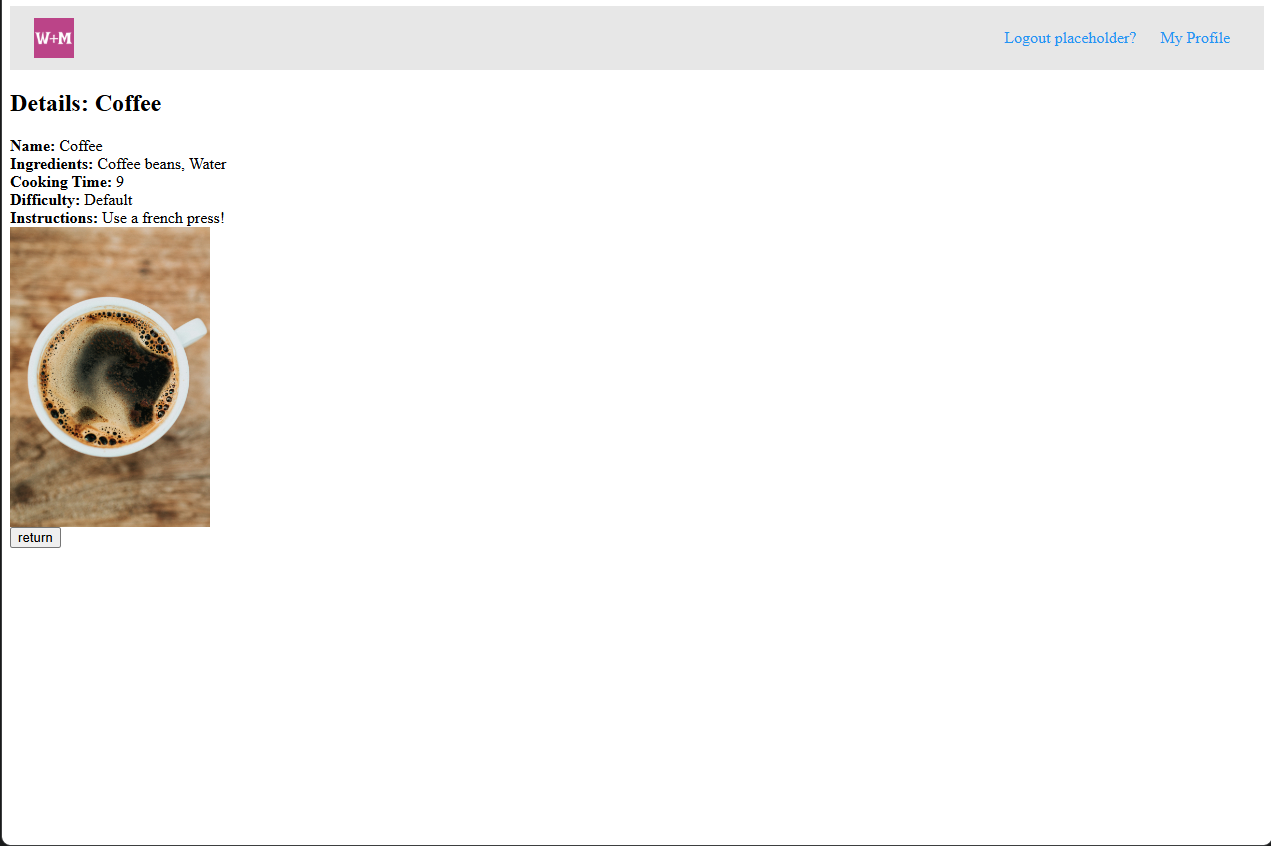 W+M
Logout placeholder? My Profile
Details: Coffee
Name: Coffee
Ingredients: Coffee beans, Water
Cooking Time: 9
Difficulty: Default
Instructions: Use a french press!
return